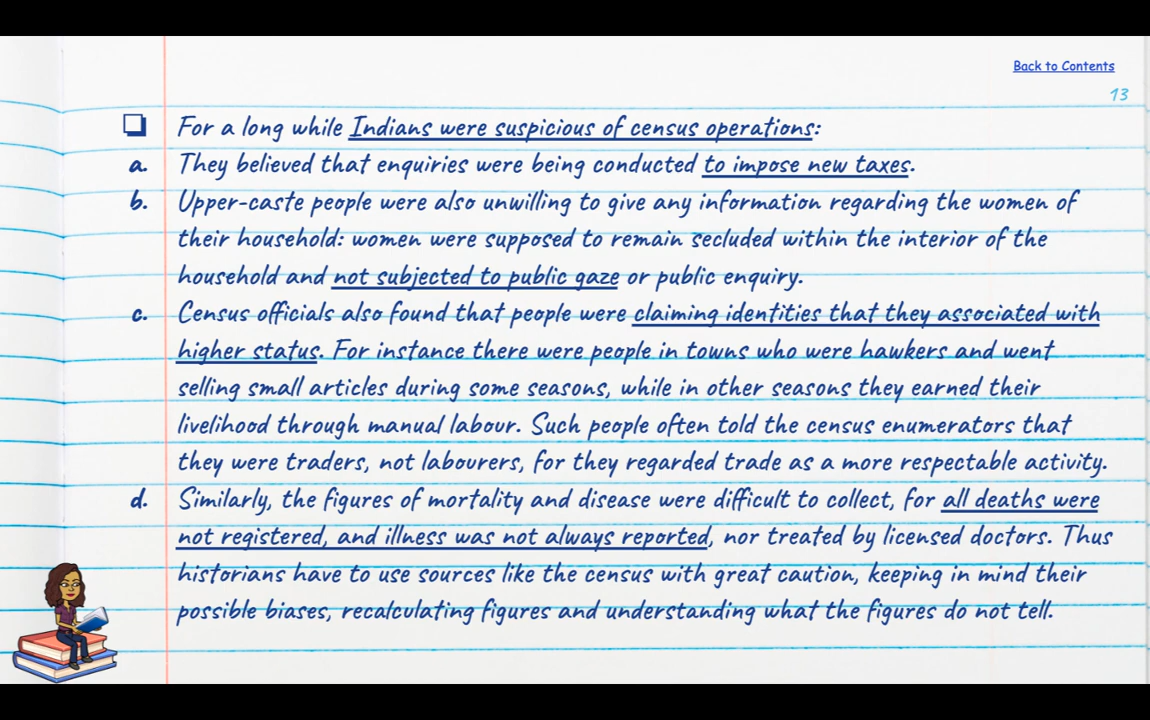 Back to Contents
13
For a long while Indians were suspicious of census operations:
a. They believed that enquiries were being conducted to impose new taxes.
b. Upper-caste people were also unwilling to give any information regarding the women of
their household: women were supposed to remain secluded within the interior of the
household and not subjected to public gaze or public enquiry.
c. Census officials also found that people were claiming identities that they associated with
higher status. For instance there were people in towns who were hawkers and went
selling small articles during some seasons, while in other seasons they earned their
livelihood through manual labour. Such people often told the census enumerators that
they were traders, not labourers, for they regarded trade as a more respectable activity.
d. Similarly, the figures of mortality and disease were difficult to collect, for all deaths were
not registered, and illness was not always reported, nor treated by licensed doctors. Thus
historians have to use sources like the census with great caution, keeping in mind their
possible biases, recalculating figures and understanding what the figures do not tell.